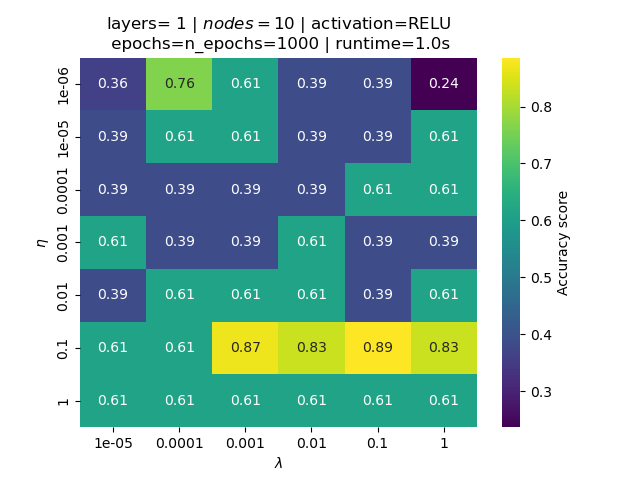 layers= 1 | nodes = 10 | activation=RELU
epochs=n_epochs=1000 | runtime=1.0s
1e-06 0.36 0.76 0.61 0.39 0.39 0.24
1e-05 0.39 0.61 0.61 0.39 0.39 0.61
0.0001 0.39 0.39 0.39 0.39 0.61 0.61
0.001 0.61 0.39 0.39 0.61 0.39 0.39
0.01 0.39 0.61 0.61 0.61 0.39 0.61
0.1 0.61 0.61 0.87 0.83 0.89 0.83
1 0.61 0.61 0.61 0.61 0.61 0.61
η
1e-05 0.0001 0.001 0.01 0.1 1
λ
0.8
0.7
0.6
0.5
0.4
0.3
Accuracy score